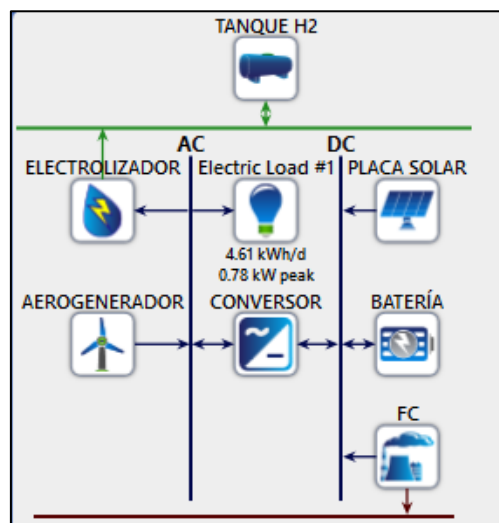 TANQUE H2
AC
DC
ELECTROLIZADOR
Electric Load #1
PLACA SOLAR
4.61 kWh/d
0.78 kW peak
AEROGENERADOR
CONVERSOR
BATERÍA
FC